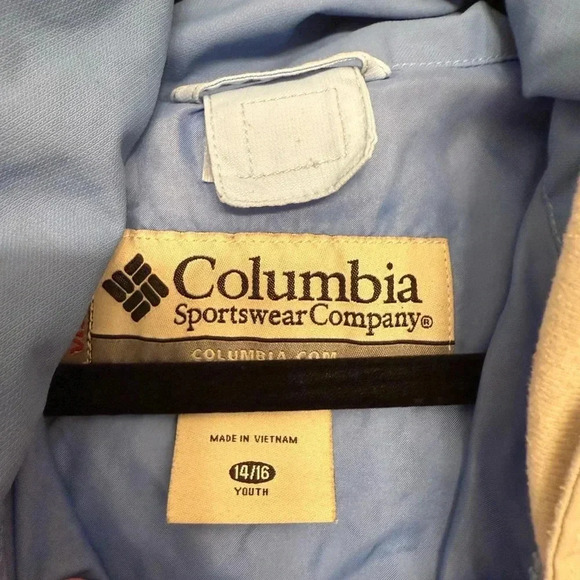 Columbia
Sportswear Company®
COLUMBIA.COM
MADE IN VIETNAM
14/16
YOUTH